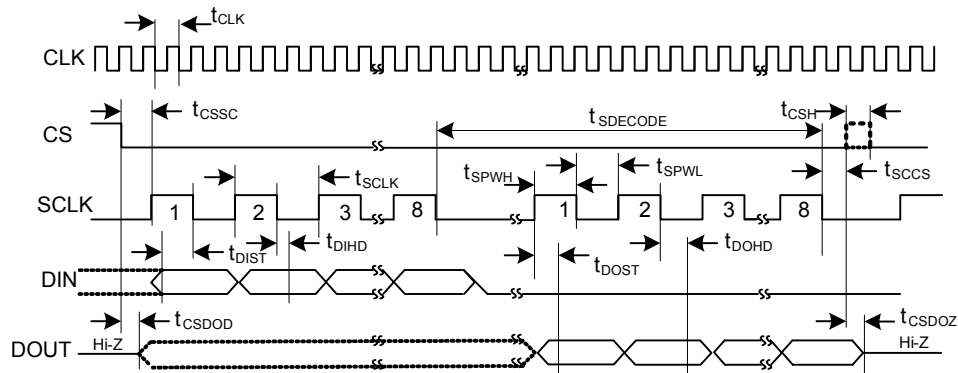 tCLK
CLK
tCSSC
tSDECODE
tCSH
CS
tSCLK
tSPWH
tSPWL
tSCCS
SCLK
1 2 3 8 1 2 3 8
tDIST
tDIHD
tDOST
tDOHD
DIN
tCSDOD
tCSDOZ
DOUT
Hi-Z
Hi-Z